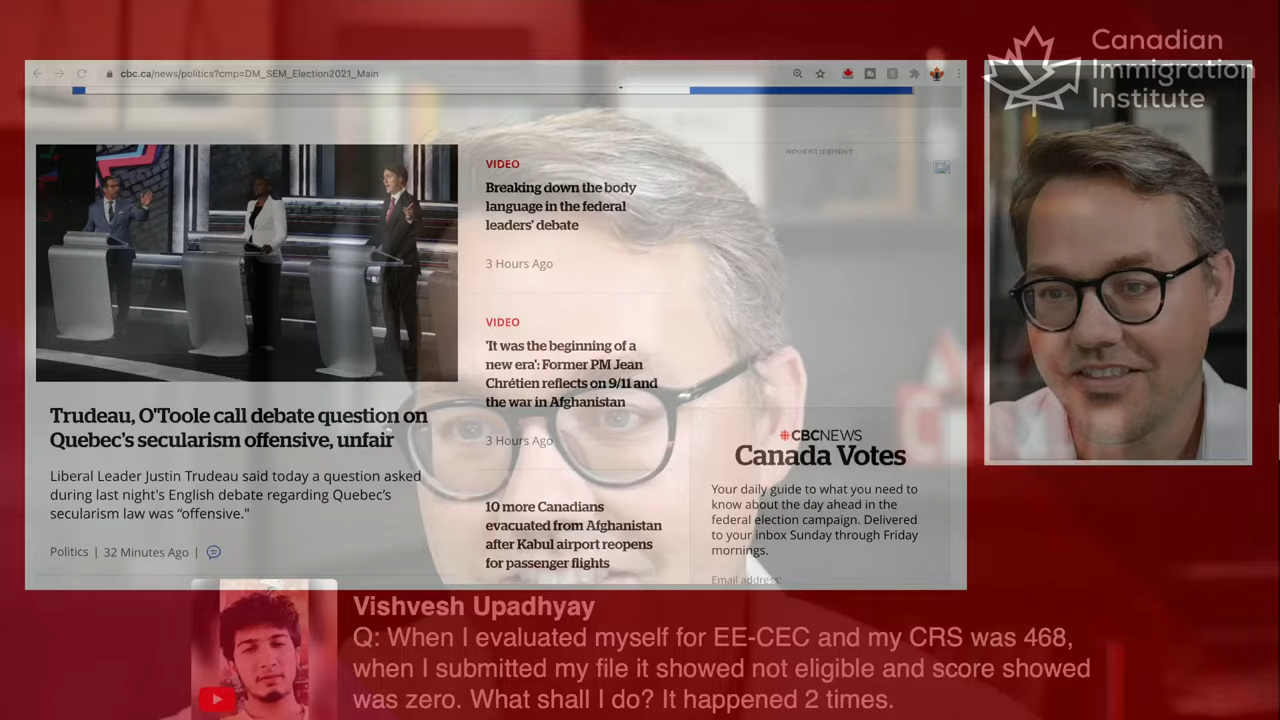 Canadian
Immigration
Institute
cbc.ca/news/politics?cmp=DM_SEM_Election2021_Main
Trudeau, O'Toole call debate question on
Quebec's secularism offensive, unfair
Liberal Leader Justin Trudeau said today a question asked
during last night's English debate regarding Quebec's
secularism law was “offensive."
Politics | 32 Minutes Ago |
VIDEO
Breaking down the body
language in the federal
leaders' debate
3 Hours Ago
VIDEO
'It was the beginning of a
new era': Former PM Jean
Chrétien reflects on 9/11 and
the war in Afghanistan
3 Hours Ago
10 more Canadians
evacuated from Afghanistan
after Kabul airport reopens
for passenger flights
ADVERTISEMENT
CBCNEWS
Canada Votes
Your daily guide to what you need to
know about the day ahead in the
federal election campaign. Delivered
to your inbox Sunday through Friday
mornings.
Email address:
Vishvesh Upadhyay
Q: When I evaluated myself for EE-CEC and my CRS was 468,
when I submitted my file it showed not eligible and score showed
was zero. What shall I do? It happened 2 times.